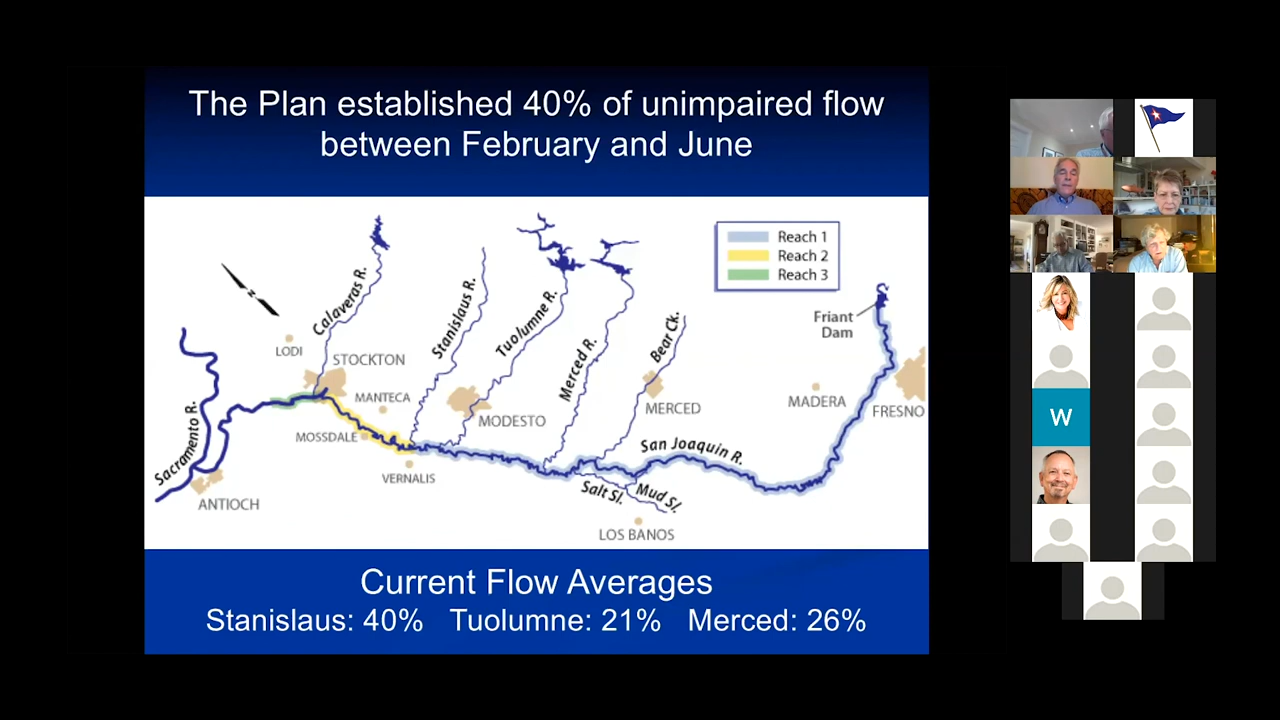 The Plan established 40% of unimpaired flow
between February and June
Reach 1
Reach 2
Reach 3
Calaveras R.
Stanislaus R.
Tuolumne R.
Merced R.
Bear Ck.
Friant
Dam
N
LODI
STOCKTON
MANTECA
MOSSDALE
MODESTO
MERCED
MADERA
FRESNO
Sacramento R.
San Joaquin R.
VERNALIS
Salt Sl.
Mud Sl.
ANTIOCH
LOS BANOS
W
Current Flow Averages
Stanislaus: 40% Tuolumne: 21% Merced: 26%